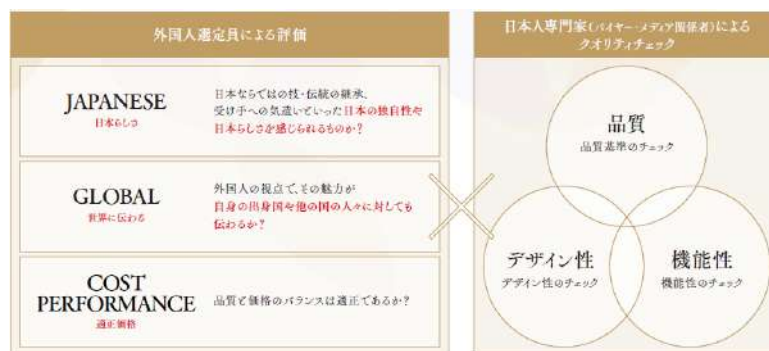 外国人選定員による評価
JAPANESE
日本らしさ
日本ならではの技・伝統の継承、
受け手への気遣いといった日本の独自性や
日本らしさを感じられるものか?
GLOBAL
世界に伝わる
外国人の視点で、その魅力が
自身の出身国や他の国の人々に対しても
伝わるか?
COST
PERFORMANCE
適正価格
品質と価格のバランスは適正であるか?
日本人専門家(バイヤー・メディア関係者)による
クオリティチェック
品質
品質基準のチェック
デザイン性
デザイン性のチェック
機能性
機能性のチェック